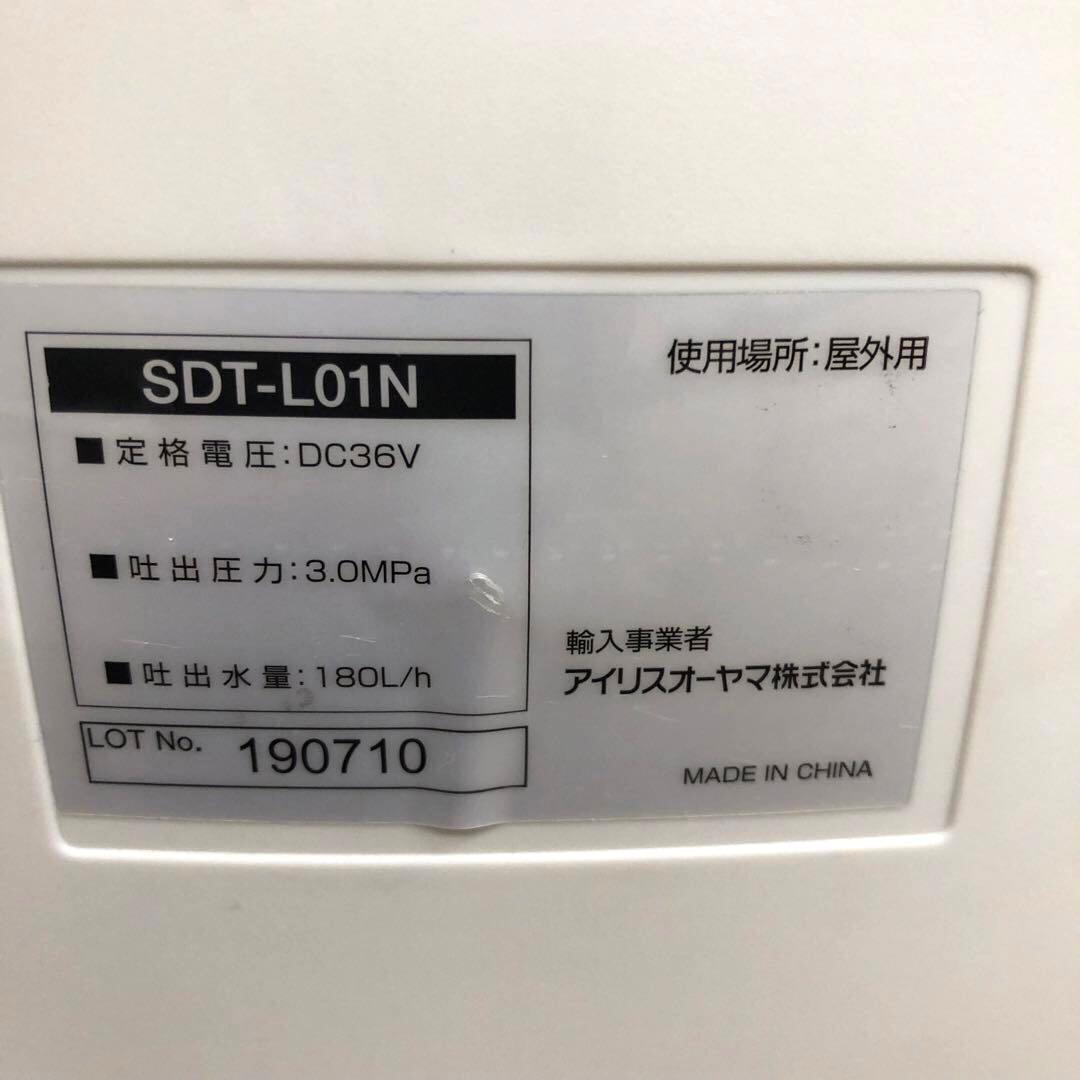 SDT-L01N
■定格電圧:DC36V
■吐出圧力:3.0MPa
■吐出水量:180L/h
LOT No. 190710
使用場所:屋外用
輸入事業者
アイリスオーヤマ株式会社
MADE IN CHINA